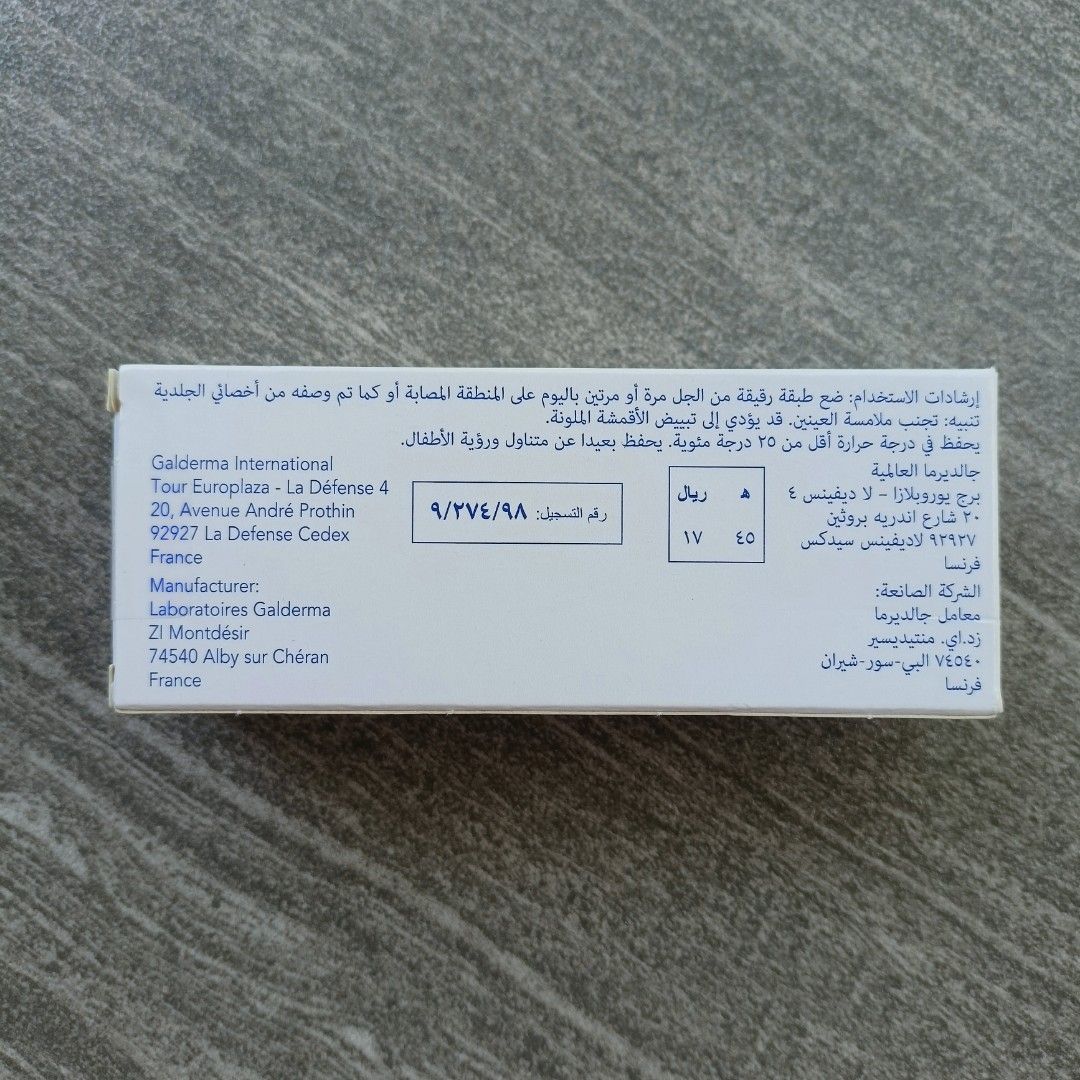 إرشادات الاستخدام: ضع طبقة رقيقة من الجل مرة أو مرتين باليوم على المنطقة المصابة أو كما تم وصفه من أخصائي الجلدية
تنبيه: تجنب ملامسة العينين. قد يؤدي إلى تبييض الأقمشة الملونة.
يحفظ في درجة حرارة أقل من ٢٥ درجة مئوية. يحفظ بعيدا عن متناول ورؤية الأطفال.
Galderma International
Tour Europlaza - La Défense 4
20, Avenue André Prothin
92927 La Defense Cedex
France
Manufacturer:
Laboratoires Galderma
ZI Montdésir
74540 Alby sur Chéran
France
رقم التسجيل: ٩/٢٧٤/٩٨
ه ريال
٤٥ ١٧
جالديرما العالمية
برج يوروبلازا – لا ديفينس ٤
٢٠ شارع اندريه بروثين
٩٢٩٢٧ لاديفينس سيدكس
فرنسا
الشركة الصانعة:
معامل جالديرما
زد.اي. منتيديسير
٧٤٥٤٠ البي-سور-شيران
فرنسا